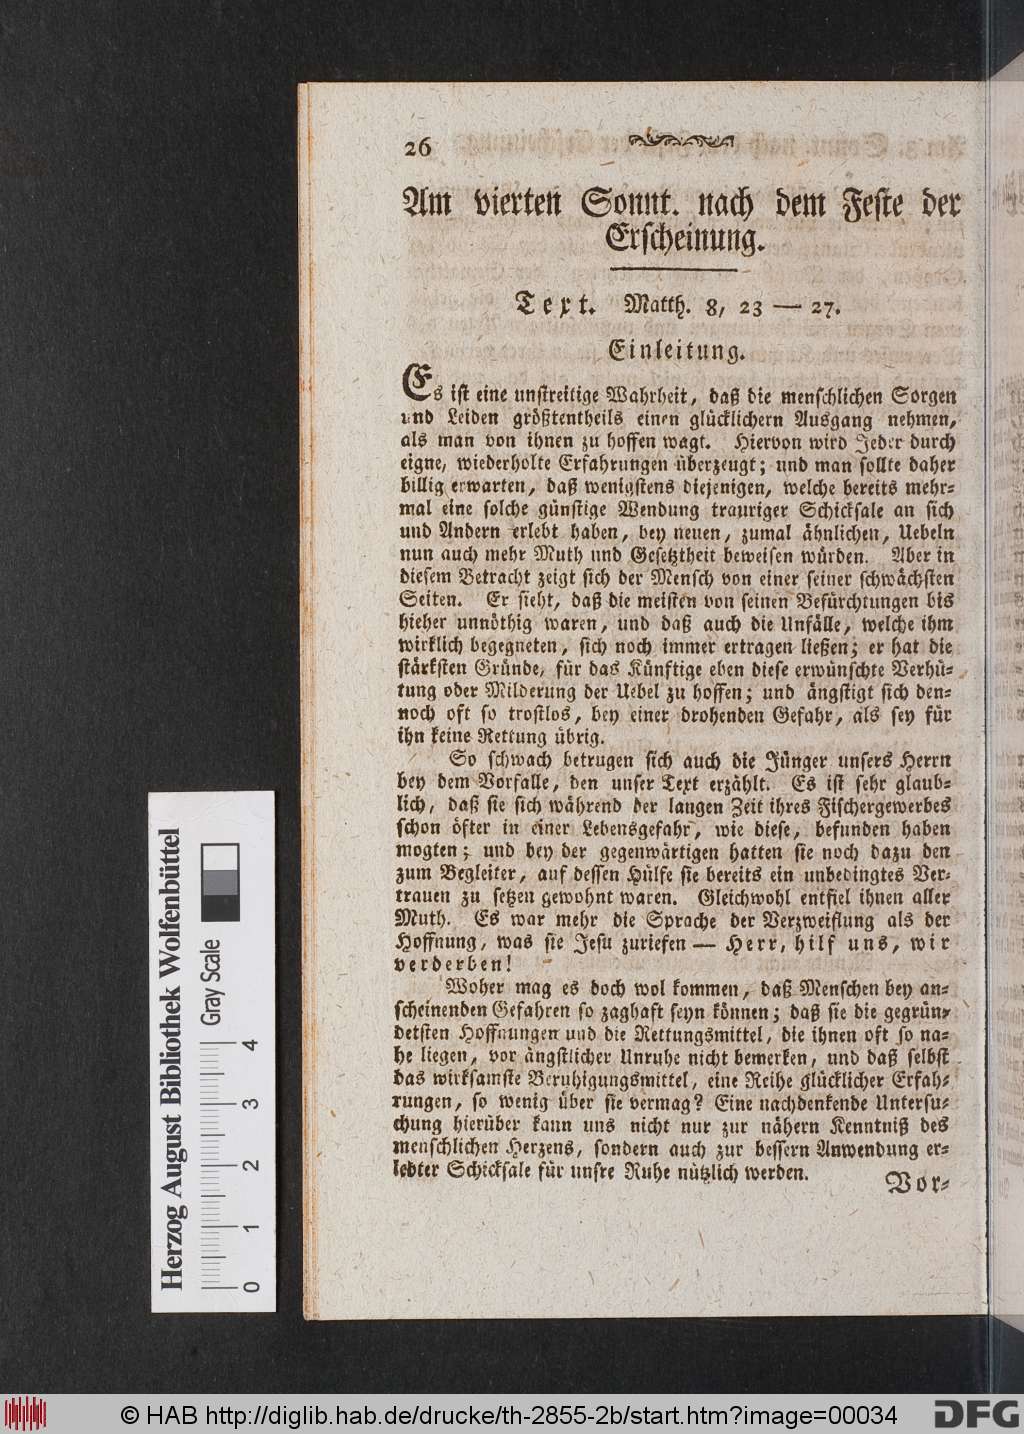 26
Am vierten Sonnt. nach dem Feste der
Erscheinung.
Text. Matth. 8, 23 — 27.
Einleitung.
Es ist eine unstreitige Wahrheit, daß die menschlichen Sorgen
und Leiden größtentheils einen glücklichern Ausgang nehmen,
als man von ihnen zu hoffen wagt. Hiervon wird Jeder durch
eigne, wiederholte Erfahrungen überzeugt; und man sollte daher
billig erwarten, daß wenigstens diejenigen, welche bereits mehr-
mal eine solche günstige Wendung trauriger Schicksale an sich
und Andern erlebt haben, bey neuen, zumal ähnlichen, Uebeln
nun auch mehr Muth und Gesetztheit beweisen würden. Aber in
diesem Betracht zeigt sich der Mensch von einer seiner schwächsten
Seiten. Er sieht, daß die meisten von seinen Befürchtungen bis
hieher unnöthig waren, und daß auch die Unfälle, welche ihm
wirklich begegneten, sich noch immer ertragen ließen; er hat die
stärksten Gründe, für das Künftige eben diese erwünschte Verhü-
tung oder Milderung der Uebel zu hoffen; und ängstigt sich den-
noch oft so trostlos, bey einer drohenden Gefahr, als sey für
ihn keine Rettung übrig.
So schwach betrugen sich auch die Jünger unsers Herrn
bey dem Vorfalle, den unser Text erzählt. Es ist sehr glaub-
lich, daß sie sich während der langen Zeit ihres Fischergewerbes
schon öfter in einer Lebensgefahr, wie diese, befunden haben
mogten; und bey der gegenwärtigen hatten sie noch dazu den
zum Begleiter, auf dessen Hülfe sie bereits ein unbedingtes Ver-
trauen zu setzen gewohnt waren. Gleichwohl entfiel ihnen aller
Muth. Es war mehr die Sprache der Verzweiflung als der
Hoffnung, was sie Jesu zuriefen — Herr, hilf uns, wir
verderben!
Woher mag es doch wol kommen, daß Menschen bey an-
scheinenden Gefahren so zaghaft seyn können; daß sie die gegrün-
detsten Hoffnungen und die Rettungsmittel, die ihnen oft so na-
he liegen, vor ängstlicher Unruhe nicht bemerken, und daß selbst
das wirksamste Beruhigungsmittel, eine Reihe glücklicher Erfah-
rungen, so wenig über sie vermag? Eine nachdenkende Untersu-
chung hierüber kann uns nicht nur zur nähern Kenntniß des
menschlichen Herzens, sondern auch zur bessern Anwendung er-
lebter Schicksale für unsre Ruhe nützlich werden.
Vor-
Herzog August Bibliothek Wolfenbüttel
Gray Scale
0 1 2 3 4
© HAB http://diglib.hab.de/drucke/th-2855-2b/start.htm?image=00034
DFG